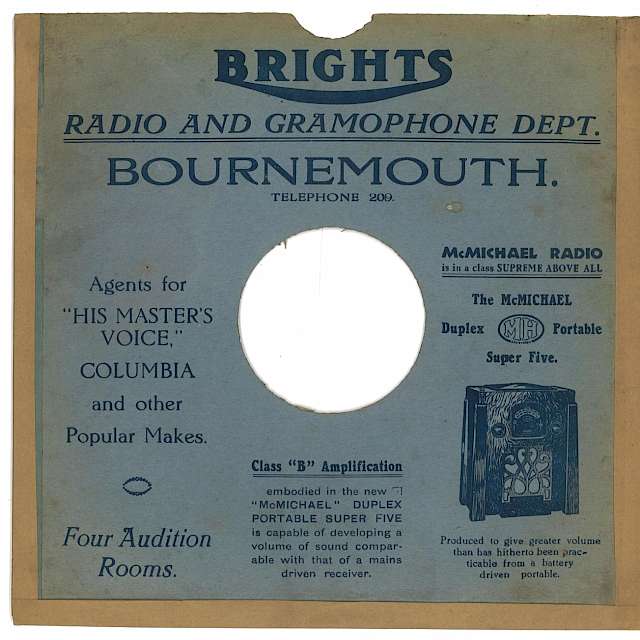 BRIGHTS
RADIO AND GRAMOPHONE DEPT.
BOURNEMOUTH.
TELEPHONE 209.
Agents for
"HIS MASTER'S
VOICE,"
COLUMBIA
and other
Popular Makes.
Four Audition
Rooms.
Class "B" Amplification
embodied in the new
"McMICHAEL" DUPLEX
PORTABLE SUPER FIVE
is capable of developing a
volume of sound compar-
able with that of a mains
driven receiver.
McMICHAEL RADIO
is in a class SUPREME ABOVE ALL
The McMICHAEL
Duplex MH Portable
Super Five.
Produced to give greater volume
than has hitherto been prac-
ticable from a battery
driven portable.